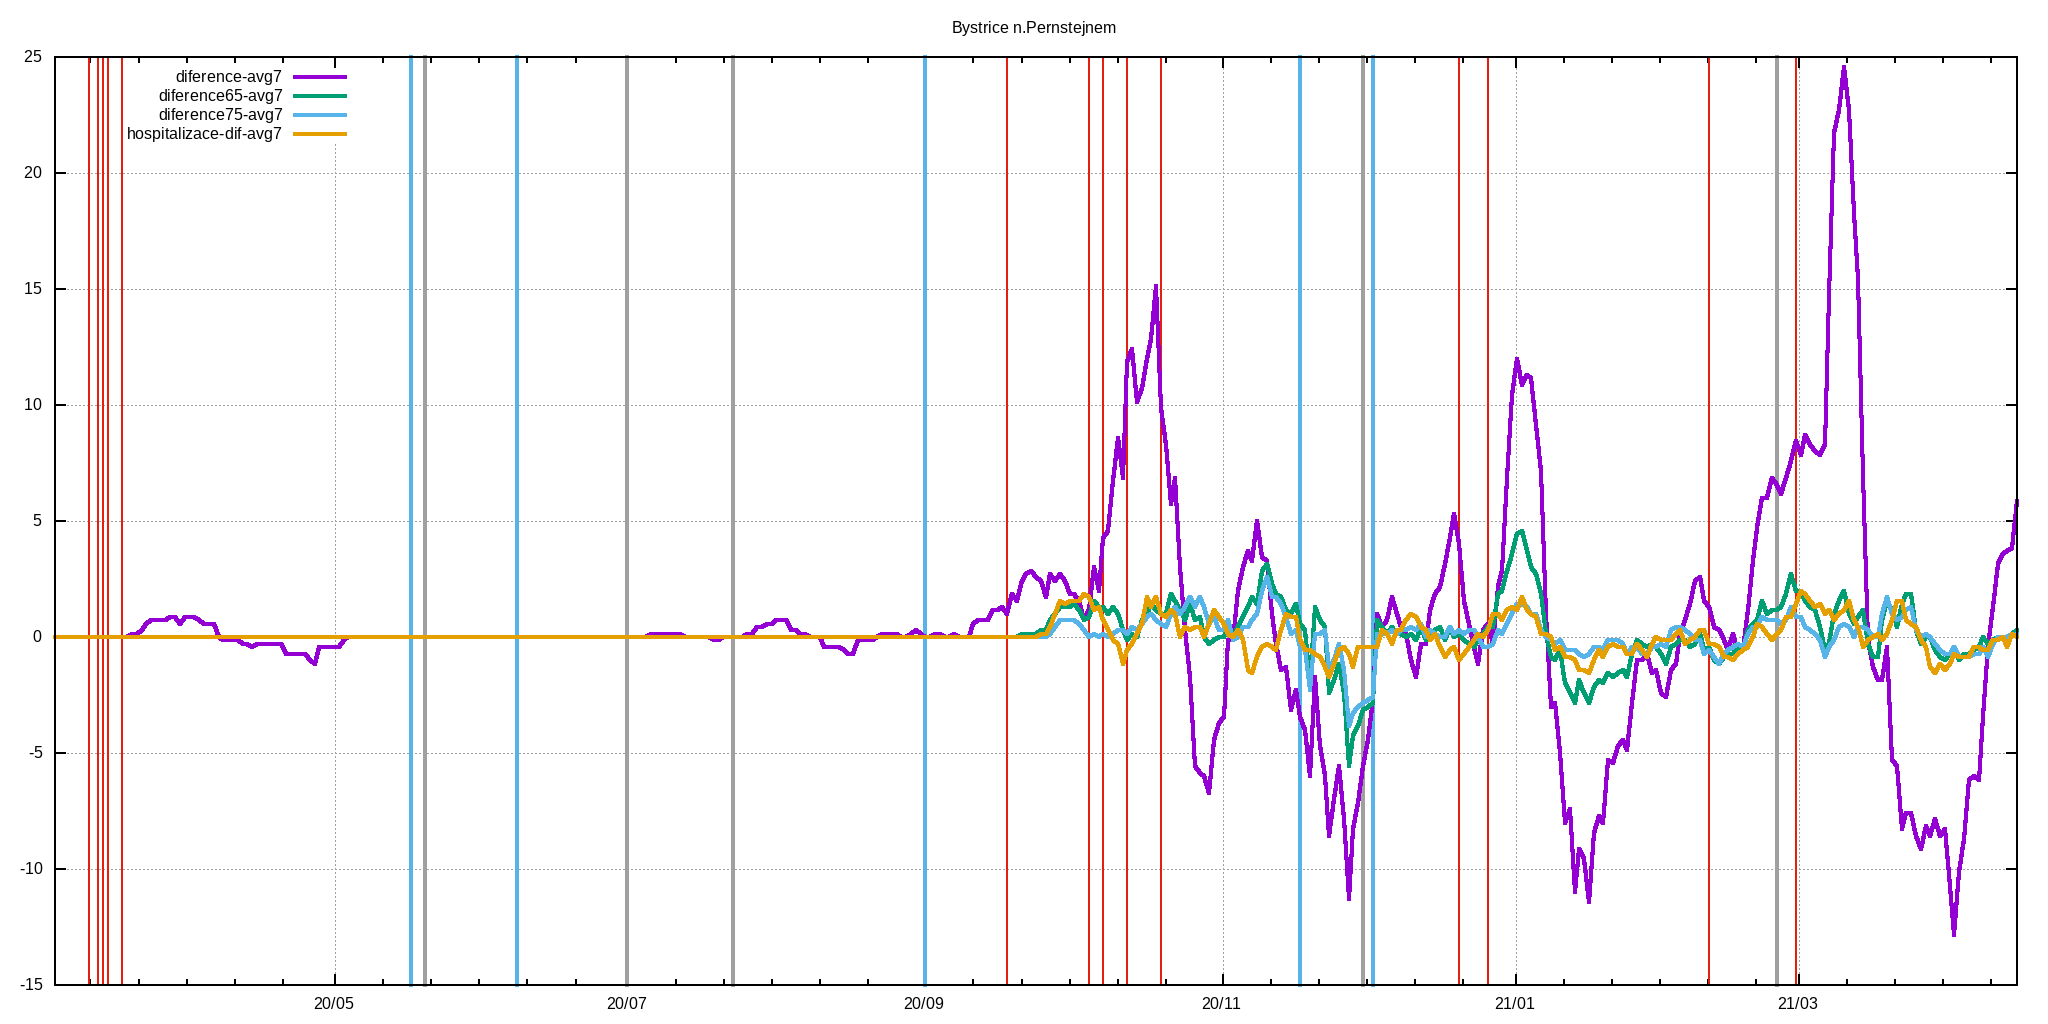 Bystrice n.Pernstejnem
diference-avg7
diference65-avg7
diference75-avg7
hospitalizace-dif-avg7
25
20
15
10
5
0
-5
-10
-15
20/05 20/07 20/09 20/11 21/01 21/03